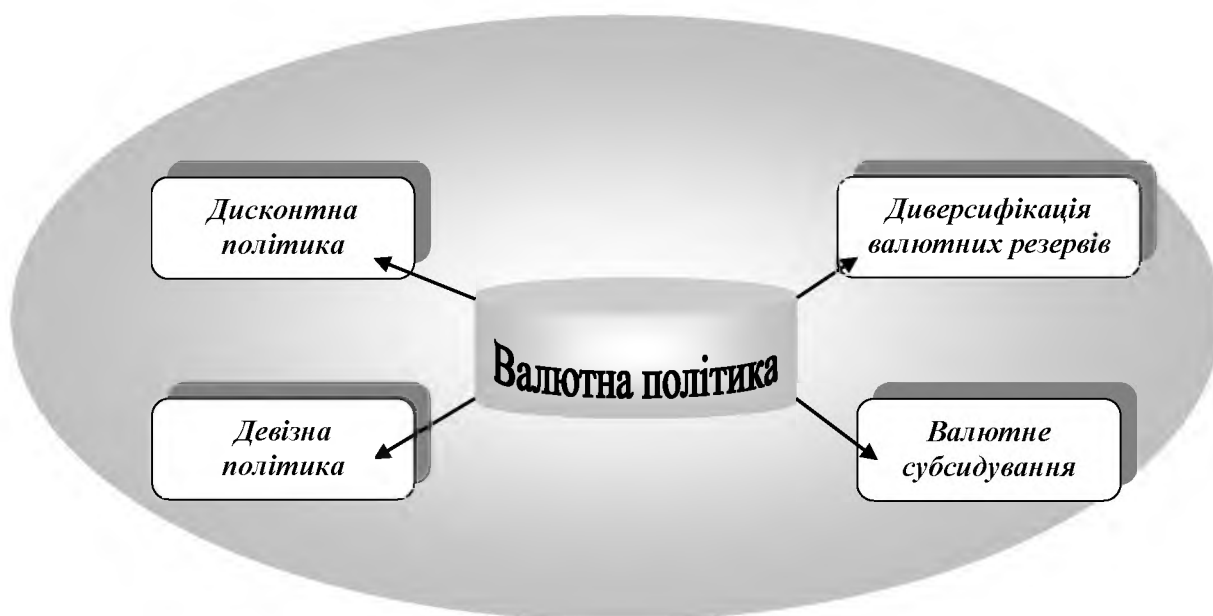 Дисконтна
політика
Диверсифікація
валютних резервів
Валютна політика
Девізна
політика
Валютне
субсидування